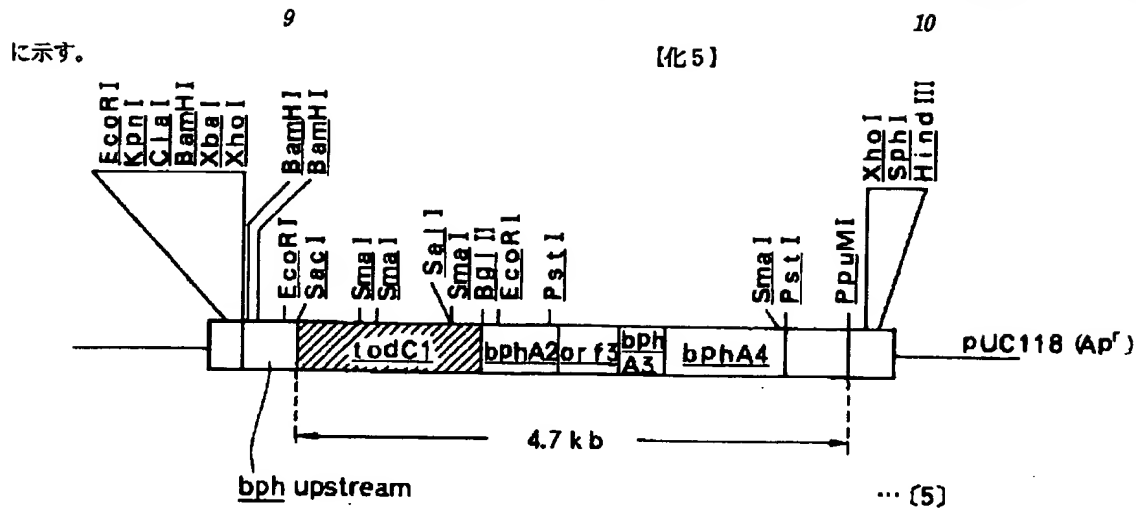 9
10
に示す。
【化5】
EcoRI
KpnI
ClaI
BamHI
XbaI
XhoI
BamHI
BamHI
EcoRI
SacI
SmaI
SmaI
SalI
SmaI
BglII
EcoRI
PstI
SmaI
PstI
PpuMI
XhoI
SphI
HindIII
todC1
bphA2
orf3
bph
A3
bphA4
pUC118 (Apʳ)
4.7 kb
bph upstream
… 〔5〕